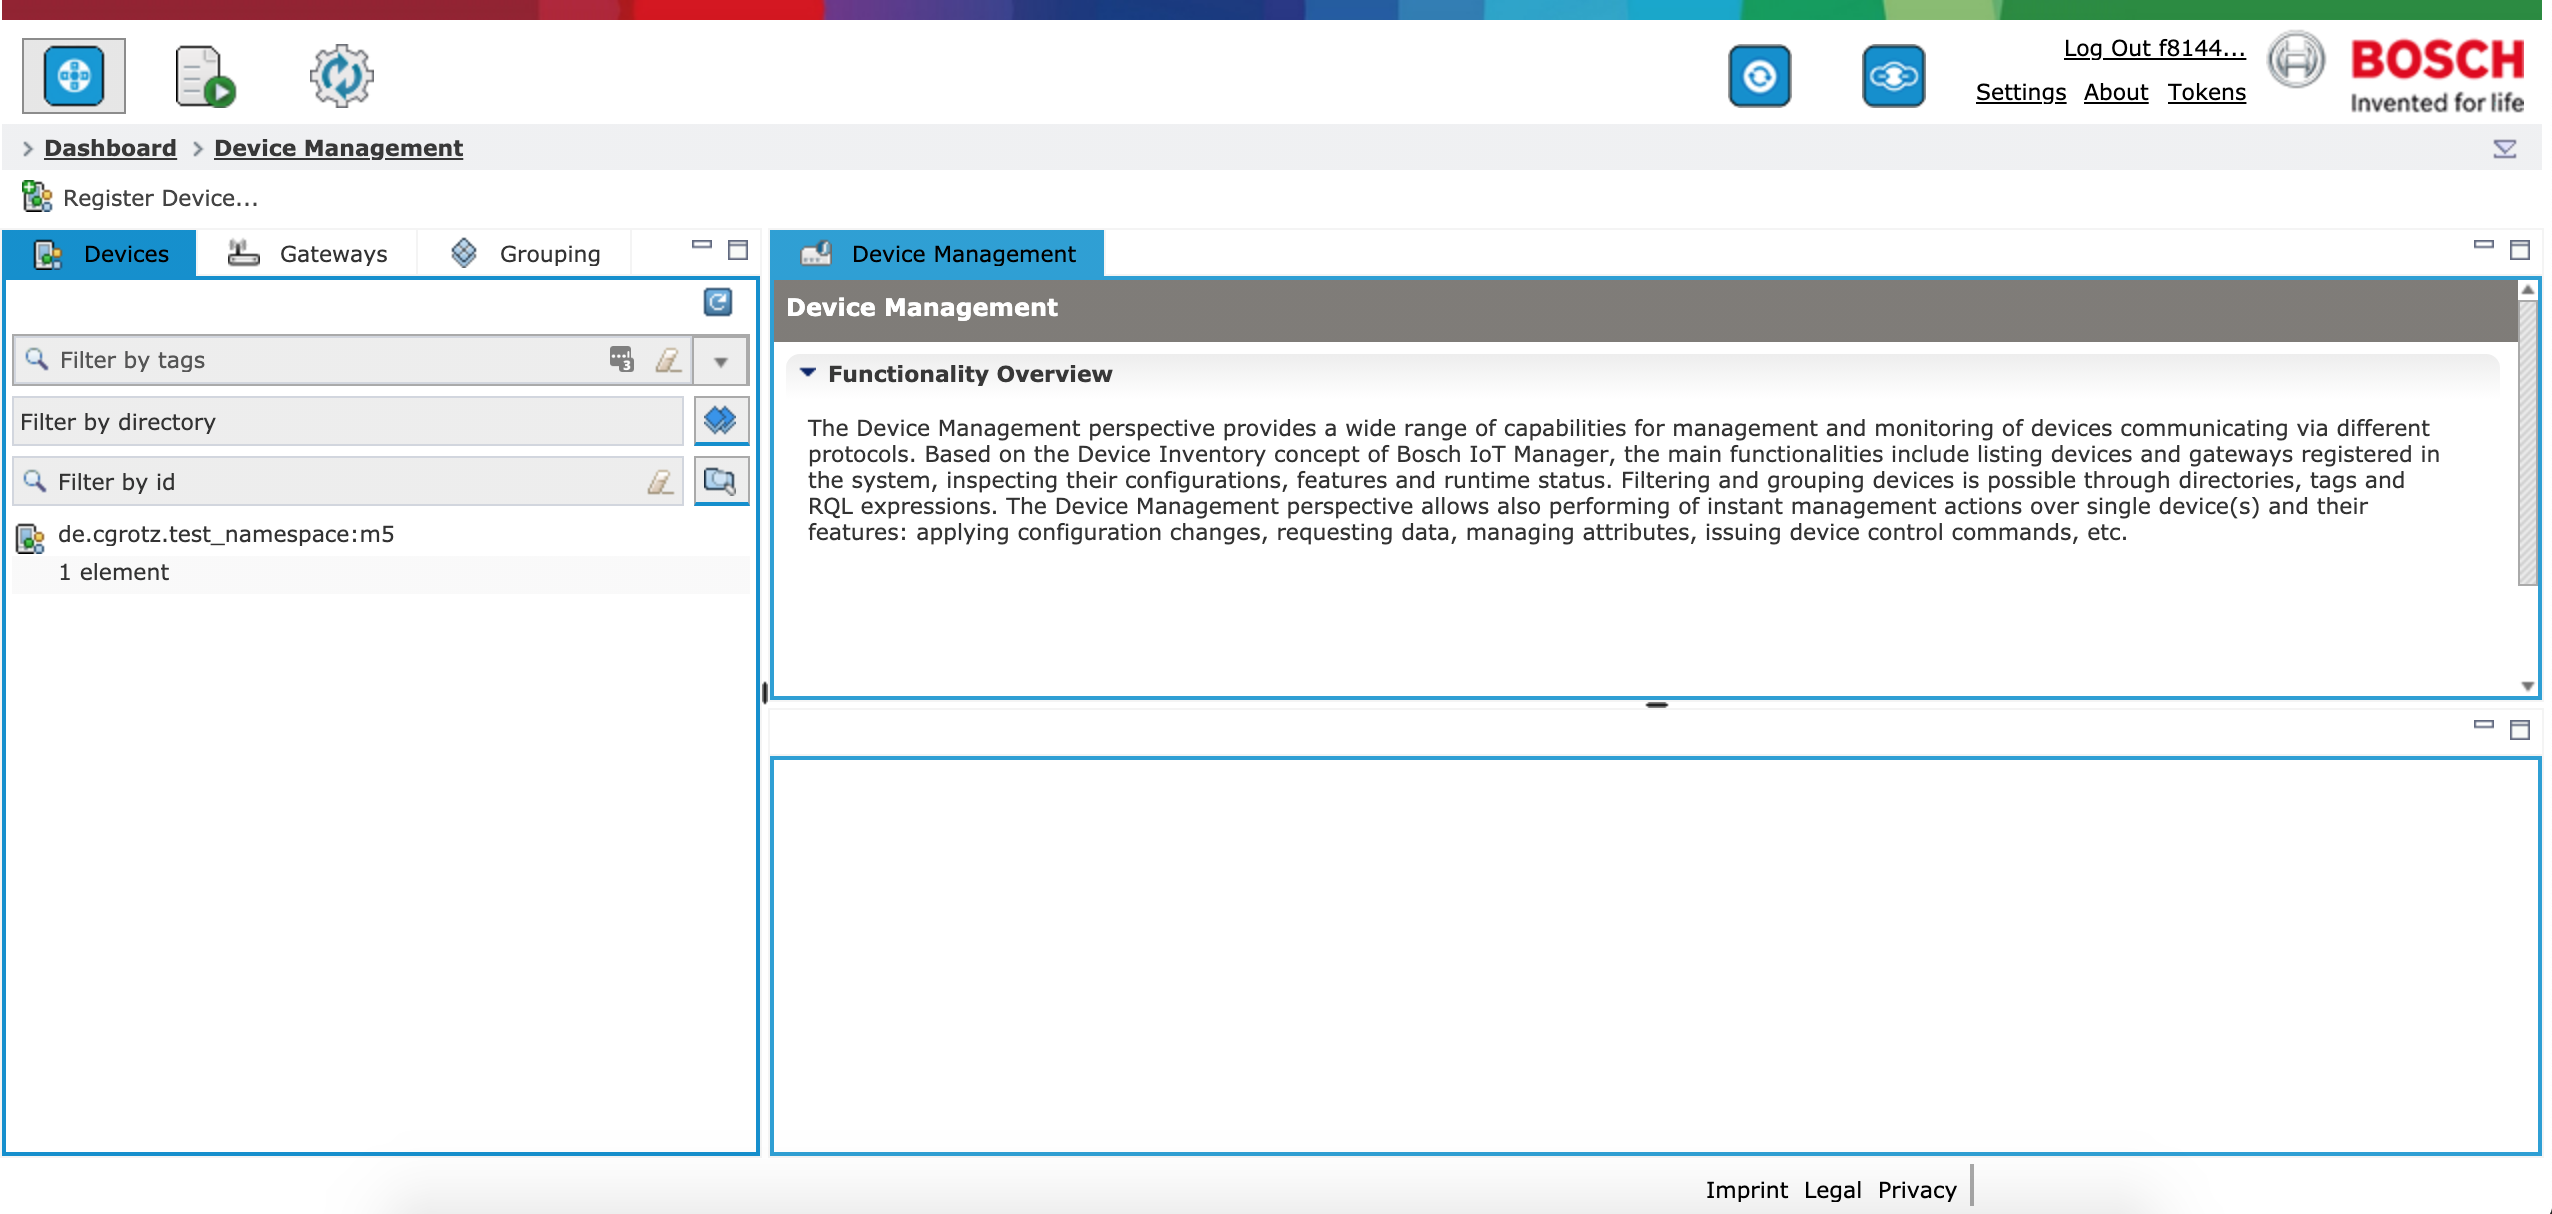 Log Out f8144...
Settings About Tokens
BOSCH
Invented for life
Dashboard > Device Management
Register Device...
Devices Gateways Grouping
Filter by tags
3
Filter by directory
Filter by id
de.cgrotz.test_namespace:m5
1 element
Device Management
Device Management
Functionality Overview
The Device Management perspective provides a wide range of capabilities for management and monitoring of devices communicating via different
protocols. Based on the Device Inventory concept of Bosch IoT Manager, the main functionalities include listing devices and gateways registered in
the system, inspecting their configurations, features and runtime status. Filtering and grouping devices is possible through directories, tags and
RQL expressions. The Device Management perspective allows also performing of instant management actions over single device(s) and their
features: applying configuration changes, requesting data, managing attributes, issuing device control commands, etc.
Imprint Legal Privacy